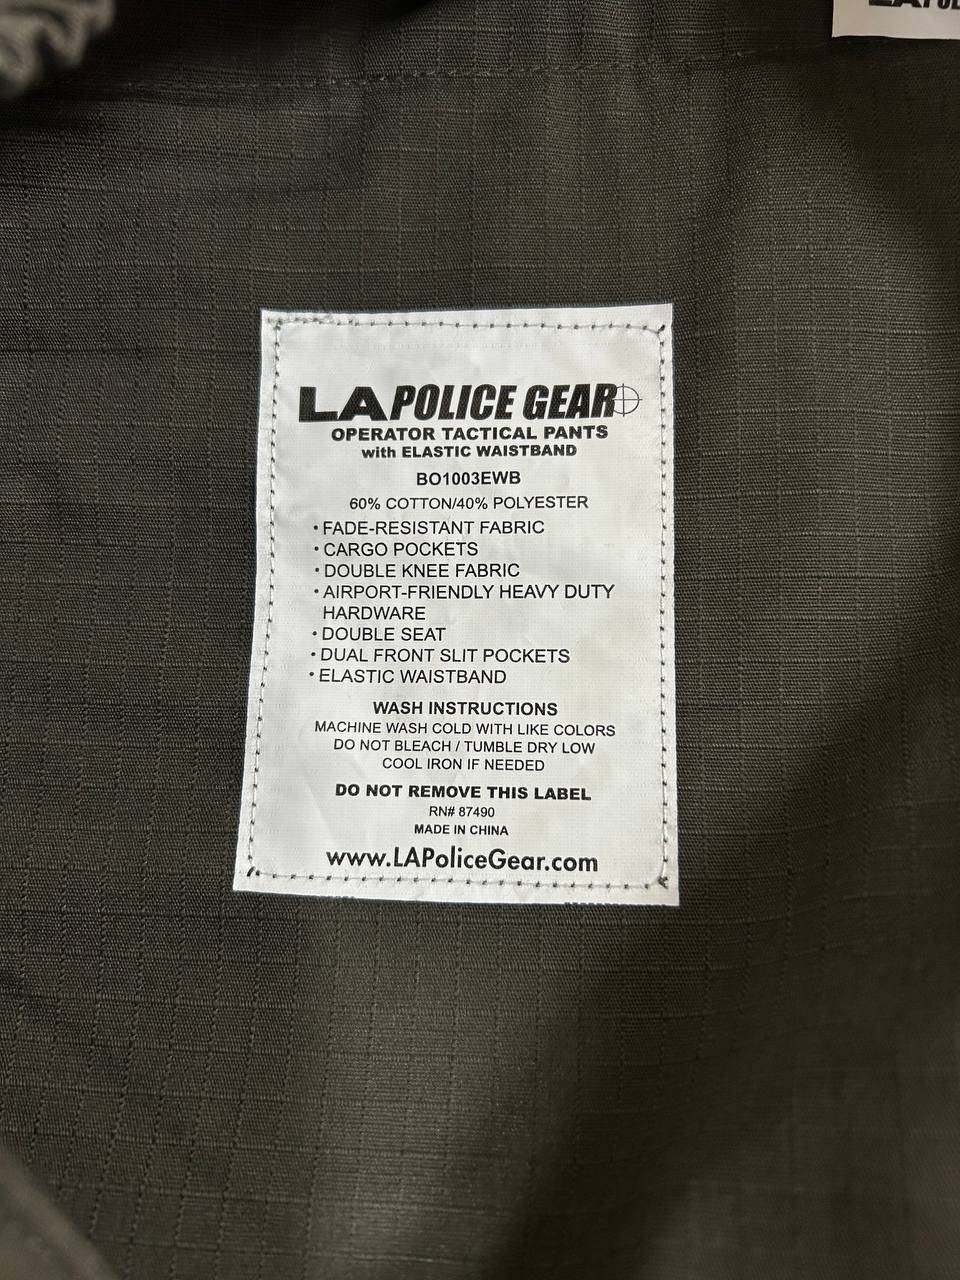 LA POLICE GEAR
OPERATOR TACTICAL PANTS
with ELASTIC WAISTBAND
BO1003EWB
60% COTTON/40% POLYESTER
• FADE-RESISTANT FABRIC
• CARGO POCKETS
• DOUBLE KNEE FABRIC
• AIRPORT-FRIENDLY HEAVY DUTY
HARDWARE
• DOUBLE SEAT
• DUAL FRONT SLIT POCKETS
• ELASTIC WAISTBAND
WASH INSTRUCTIONS
MACHINE WASH COLD WITH LIKE COLORS
DO NOT BLEACH / TUMBLE DRY LOW
COOL IRON IF NEEDED
DO NOT REMOVE THIS LABEL
RN# 87490
MADE IN CHINA
www.LAPoliceGear.com